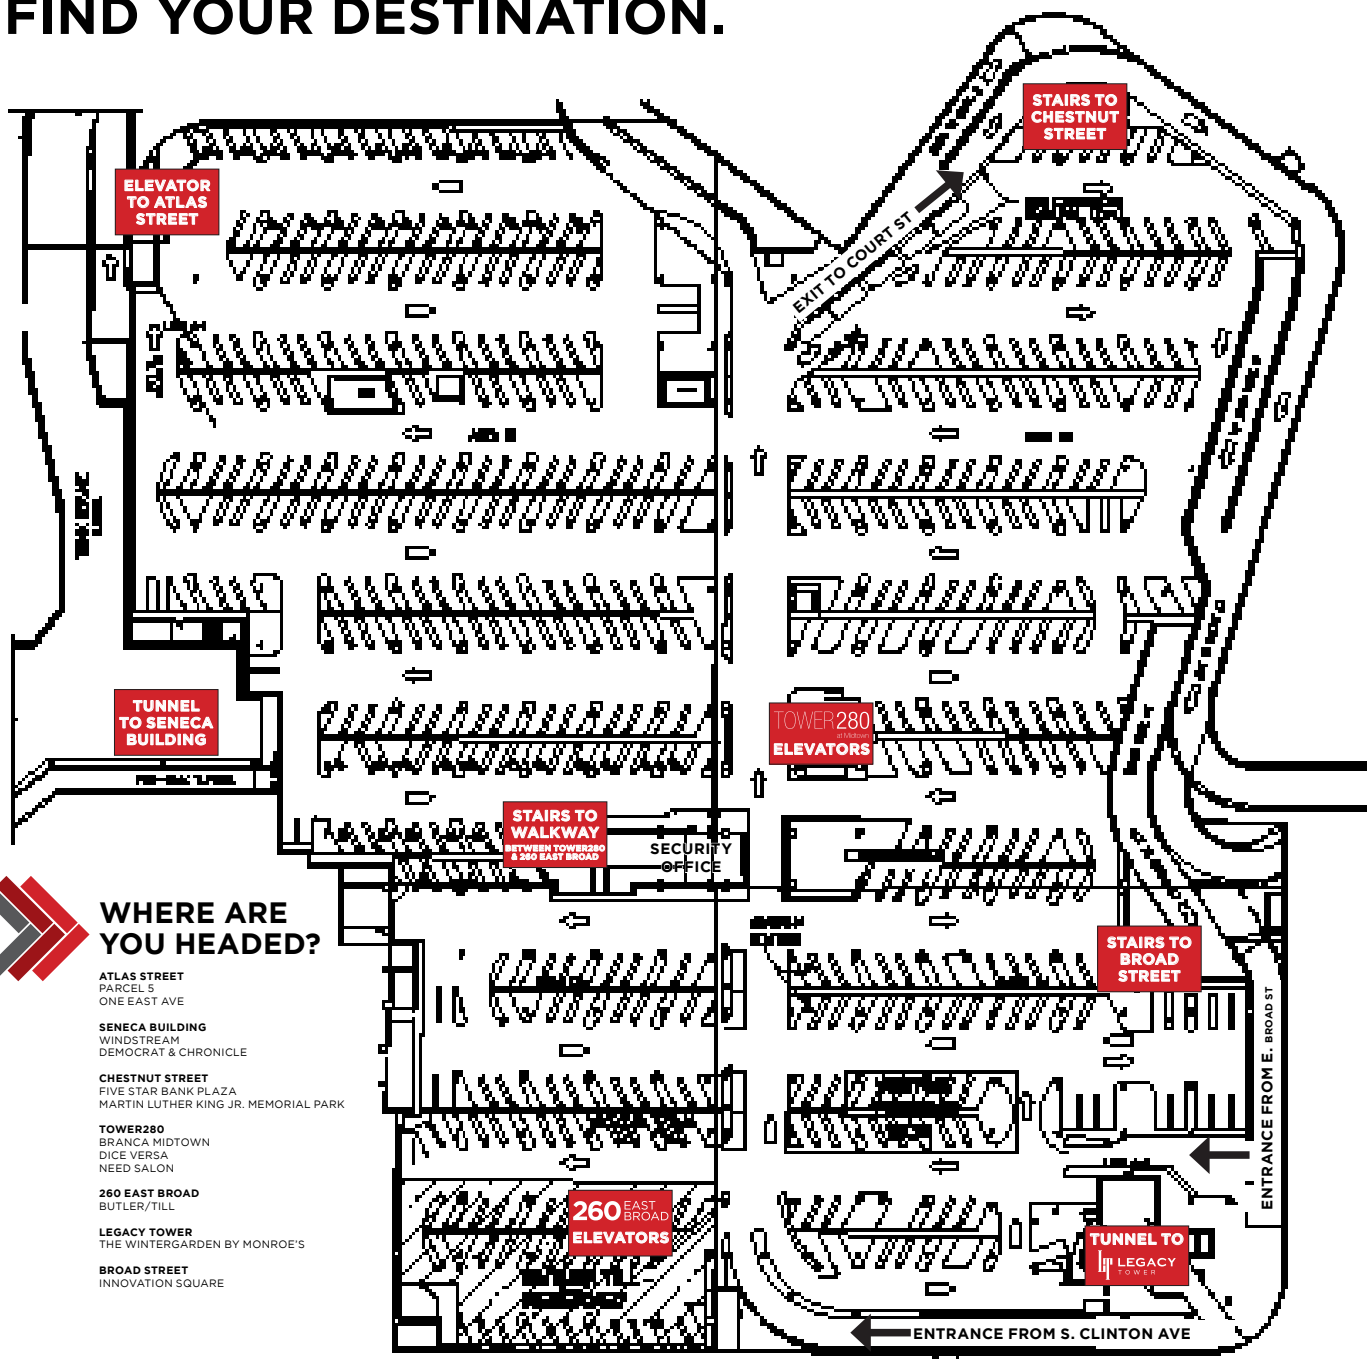 FIND YOUR DESTINATION.
STAIRS TO
CHESTNUT
STREET
ELEVATOR
TO ATLAS
STREET
EXIT TO COURT ST
TUNNEL
TO SENECA
BUILDING
TOWER280
at Midtown
ELEVATORS
STAIRS TO
WALKWAY
BETWEEN TOWER280
& 260 EAST BROAD
SECURITY
OFFICE
WHERE ARE
YOU HEADED?
ATLAS STREET
PARCEL 5
ONE EAST AVE
SENECA BUILDING
WINDSTREAM
DEMOCRAT & CHRONICLE
CHESTNUT STREET
FIVE STAR BANK PLAZA
MARTIN LUTHER KING JR. MEMORIAL PARK
TOWER280
BRANCA MIDTOWN
DICE VERSA
NEED SALON
260 EAST BROAD
BUTLER/TILL
LEGACY TOWER
THE WINTERGARDEN BY MONROE'S
BROAD STREET
INNOVATION SQUARE
STAIRS TO
BROAD
STREET
ENTRANCE FROM E. BROAD ST
260 EAST
BROAD
ELEVATORS
TUNNEL TO
LEGACY
TOWER
ENTRANCE FROM S. CLINTON AVE